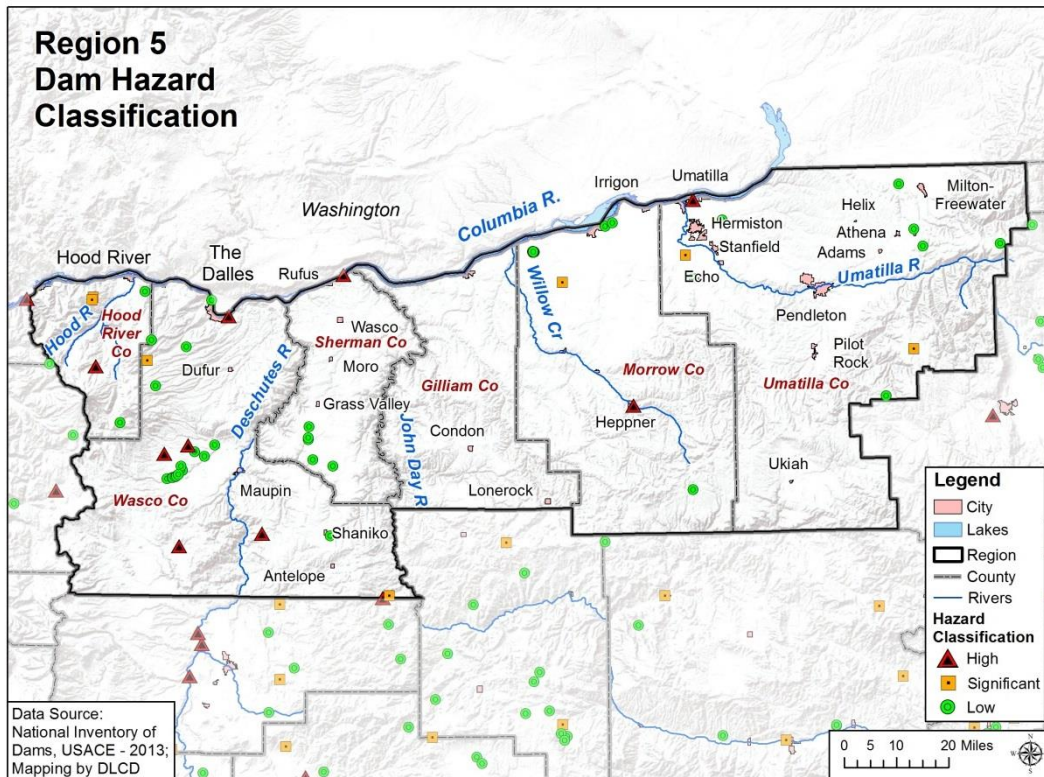 Region 5
Dam Hazard
Classification
Washington
Columbia R.
Irrigon
Umatilla
Milton-
Freewater
Helix
Athena
Adams
Hermiston
Stanfield
Echo
Umatilla R
Pendleton
Hood River
The
Dalles
Rufus
Hood R
Hood
River
Co
Wasco
Sherman Co
Moro
Dufur
Deschutes R
Grass Valley
Gilliam Co
Condon
John Day R
Lonerock
Willow Cr
Morrow Co
Heppner
Umatilla Co
Pilot
Rock
Ukiah
Wasco Co
Maupin
Shaniko
Antelope
Legend
City
Lakes
Region
County
Rivers
Hazard
Classification
High
Significant
Low
Data Source:
National Inventory of
Dams, USACE - 2013;
Mapping by DLCD
0 5 10 20 Miles
N
W E
S